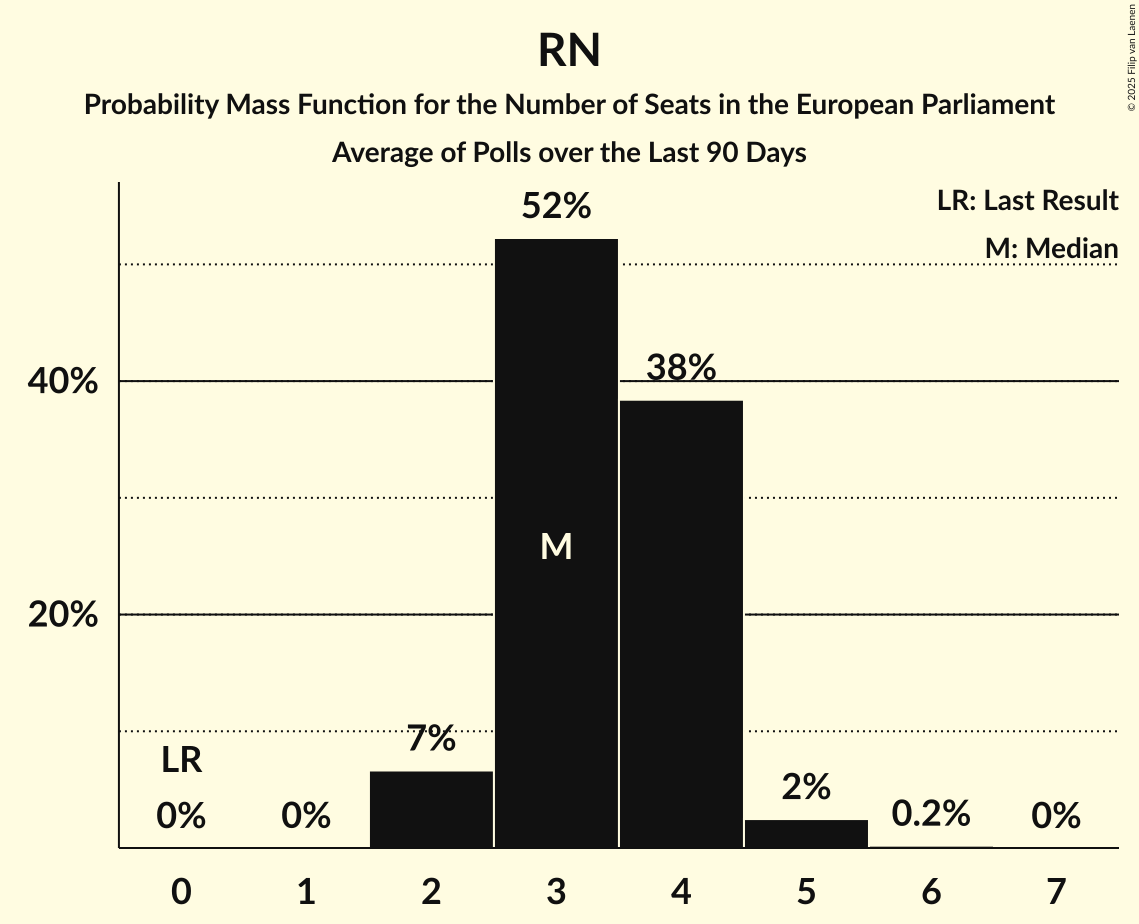 RN
Probability Mass Function for the Number of Seats in the European Parliament
Average of Polls over the Last 90 Days
© 2025 Filip van Laenen
LR: Last Result
M: Median
52%
38%
40%
M
20%
7%
LR
2%
0%
0%
0.2%
0%
0
1
2
3
4
5
6
7